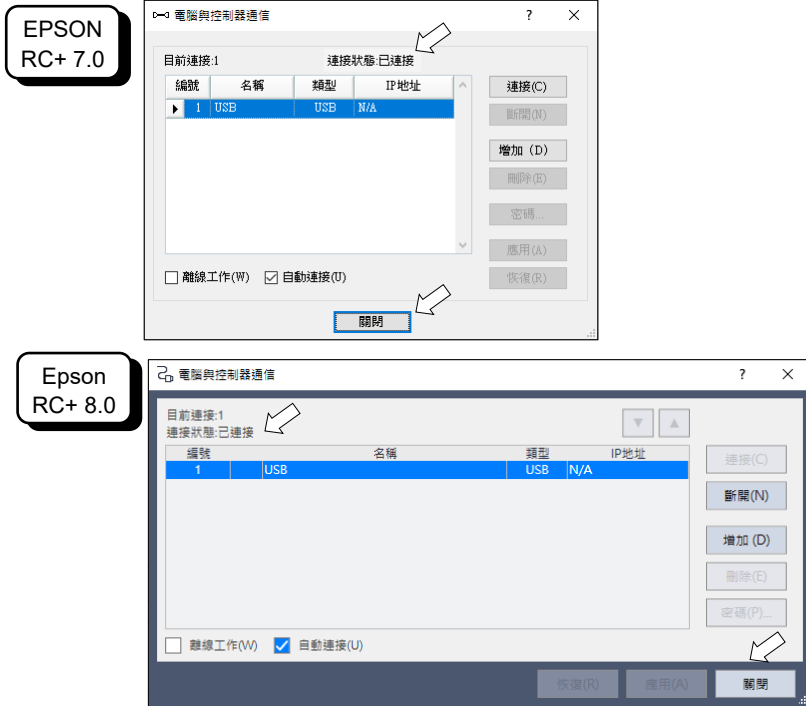 EPSON
RC+ 7.0
電腦與控制器通信
?
目前連接:1 連接狀態:已連接
編號 名稱 類型 IP地址
1 USB USB N/A
連接(C)
斷開(N)
增加 (D)
刪除(E)
密碼...
應用(A)
恢復(R)
離線工作(W) 自動連接(U)
關閉
Epson
RC+ 8.0
電腦與控制器通信
?
目前連接:1
連接狀態:已連接
編號 名稱 類型 IP地址
1 USB USB N/A
連接(C)
斷開(N)
增加 (D)
刪除(E)
密碼(P)...
離線工作(W) 自動連接(U)
恢復(R) 應用(A) 關閉